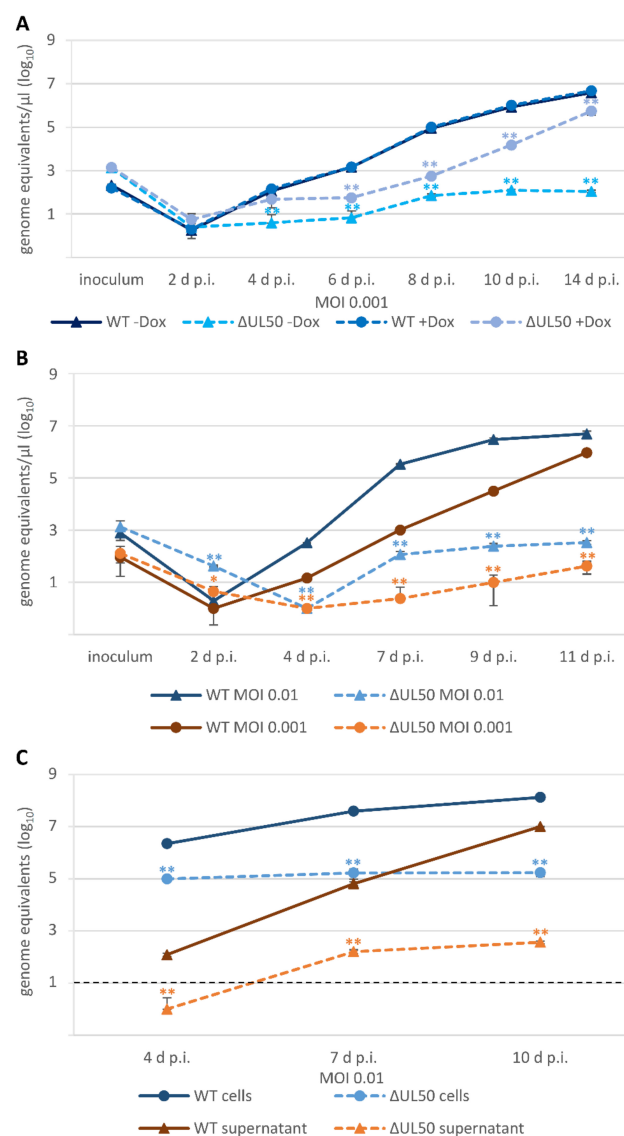 A
genome equivalents/µl (log10)
9
7
5
3
1
** ** ** ** **
** ** ** ** **
inoculum 2 d p.i. 4 d p.i. 6 d p.i. 8 d p.i. 10 d p.i. 14 d p.i.
MOI 0.001
WT -Dox ΔUL50 -Dox WT +Dox ΔUL50 +Dox
B
genome equivalents/µl (log10)
9
7
5
3
1
** ** ** ** **
* ** ** ** **
inoculum 2 d p.i. 4 d p.i. 7 d p.i. 9 d p.i. 11 d p.i.
WT MOI 0.01 ΔUL50 MOI 0.01
WT MOI 0.001 ΔUL50 MOI 0.001
C
genome equivalents (log10)
9
7
5
3
1
** ** **
** ** **
4 d p.i. 7 d p.i. 10 d p.i.
MOI 0.01
WT cells ΔUL50 cells
WT supernatant ΔUL50 supernatant